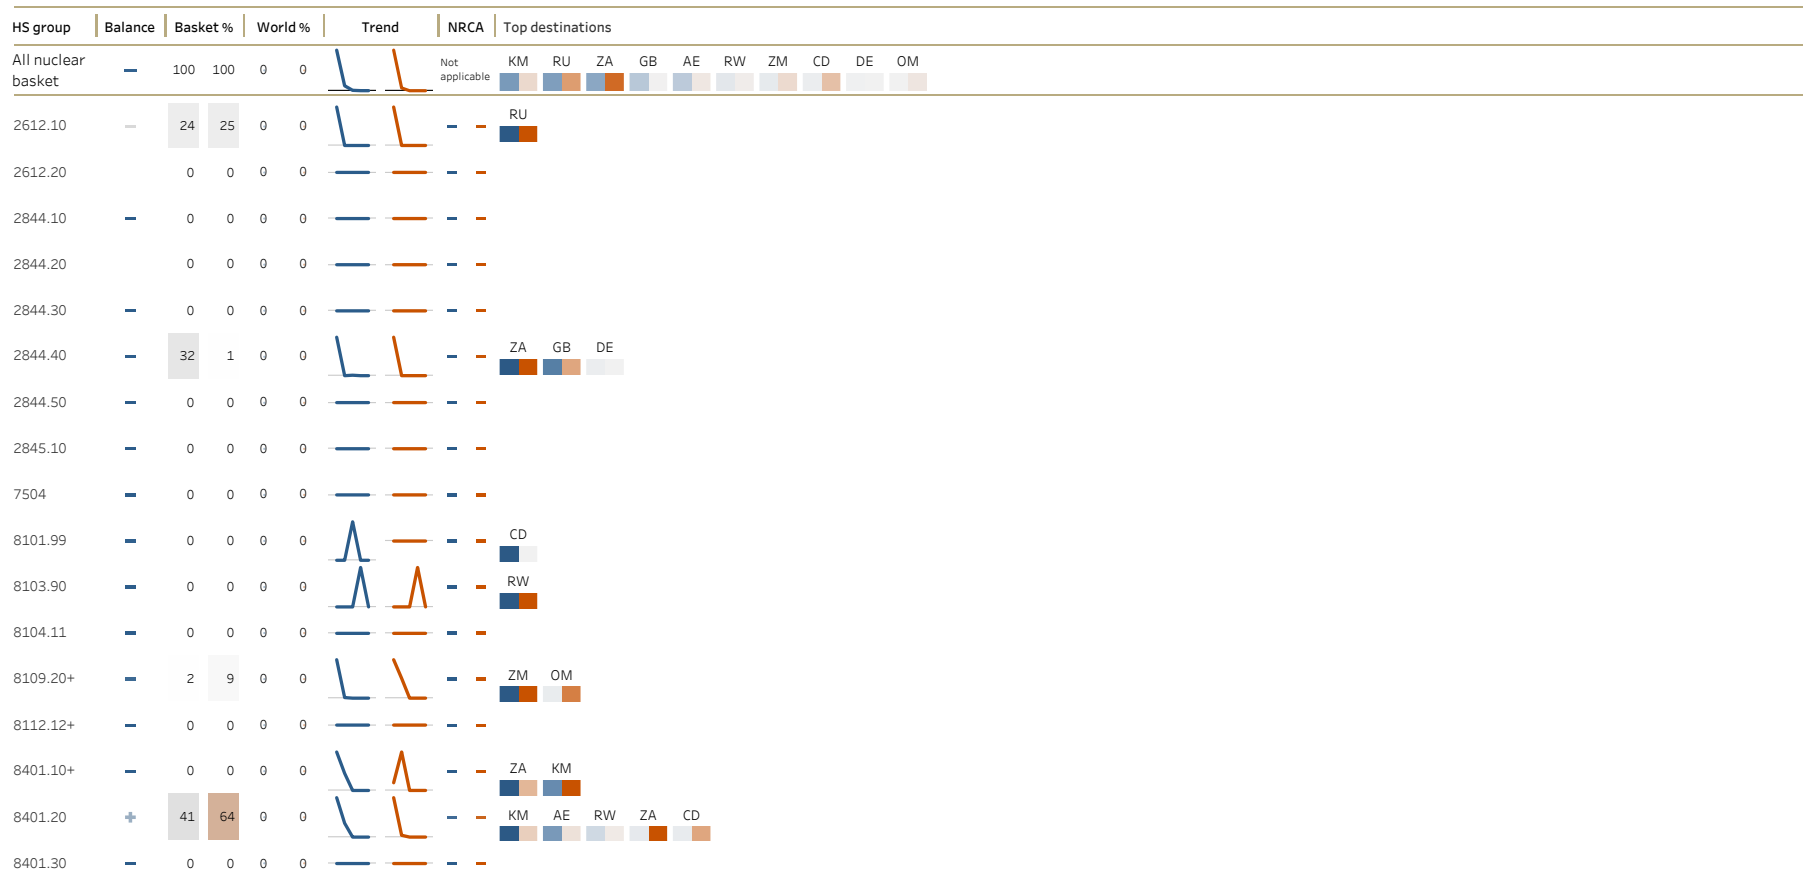 HS group Balance Basket % World % Trend NRCA Top destinations
All nuclear basket 100 100 0 0 Not applicable KM RU ZA GB AE RW ZM CD DE OM
2612.10 24 25 0 0 RU
2612.20 0 0 0 0
2844.10 0 0 0 0
2844.20 0 0 0 0
2844.30 0 0 0 0
2844.40 32 1 0 0 ZA GB DE
2844.50 0 0 0 0
2845.10 0 0 0 0
7504 0 0 0 0
8101.99 0 0 0 0 CD
8103.90 0 0 0 0 RW
8104.11 0 0 0 0
8109.20+ 2 9 0 0 ZM OM
8112.12+ 0 0 0 0
8401.10+ 0 0 0 0 ZA KM
8401.20 41 64 0 0 KM AE RW ZA CD
8401.30 0 0 0 0